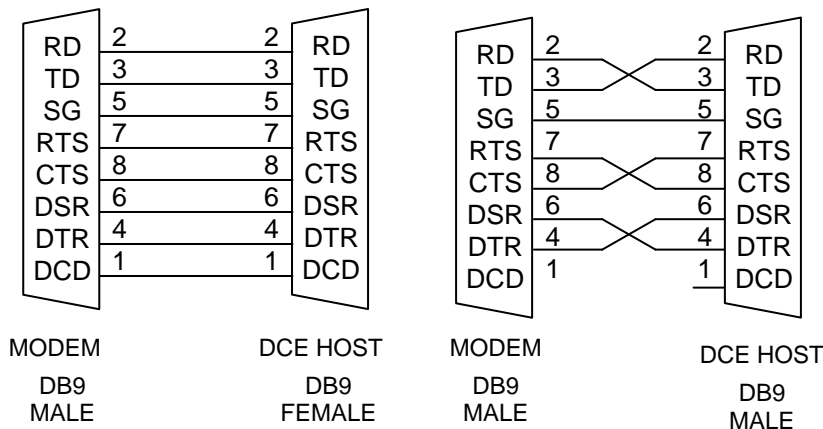 RD 2 2 RD
TD 3 3 TD
SG 5 5 SG
RTS 7 7 RTS
CTS 8 8 CTS
DSR 6 6 DSR
DTR 4 4 DTR
DCD 1 1 DCD
MODEM DCE HOST
DB9 DB9
MALE FEMALE
RD 2 2 RD
TD 3 3 TD
SG 5 5 SG
RTS 7 7 RTS
CTS 8 8 CTS
DSR 6 6 DSR
DTR 4 4 DTR
DCD 1 1 DCD
MODEM DCE HOST
DB9 DB9
MALE MALE